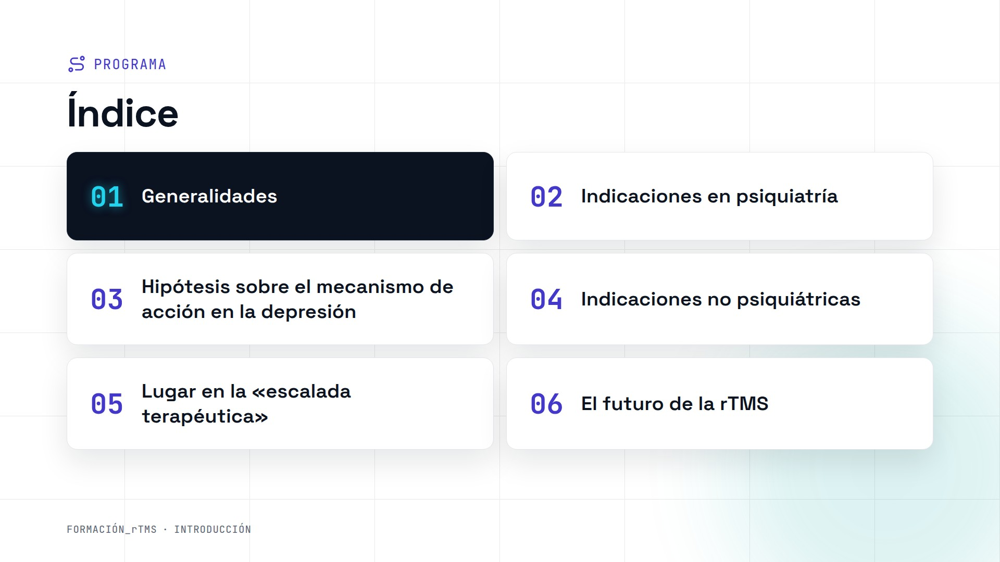 PROGRAMA
Índice
01 Generalidades
02 Indicaciones en psiquiatría
03 Hipótesis sobre el mecanismo de
acción en la depresión
04 Indicaciones no psiquiátricas
05 Lugar en la «escalada
terapéutica»
06 El futuro de la rTMS
FORMACIÓN_rTMS · INTRODUCCIÓN